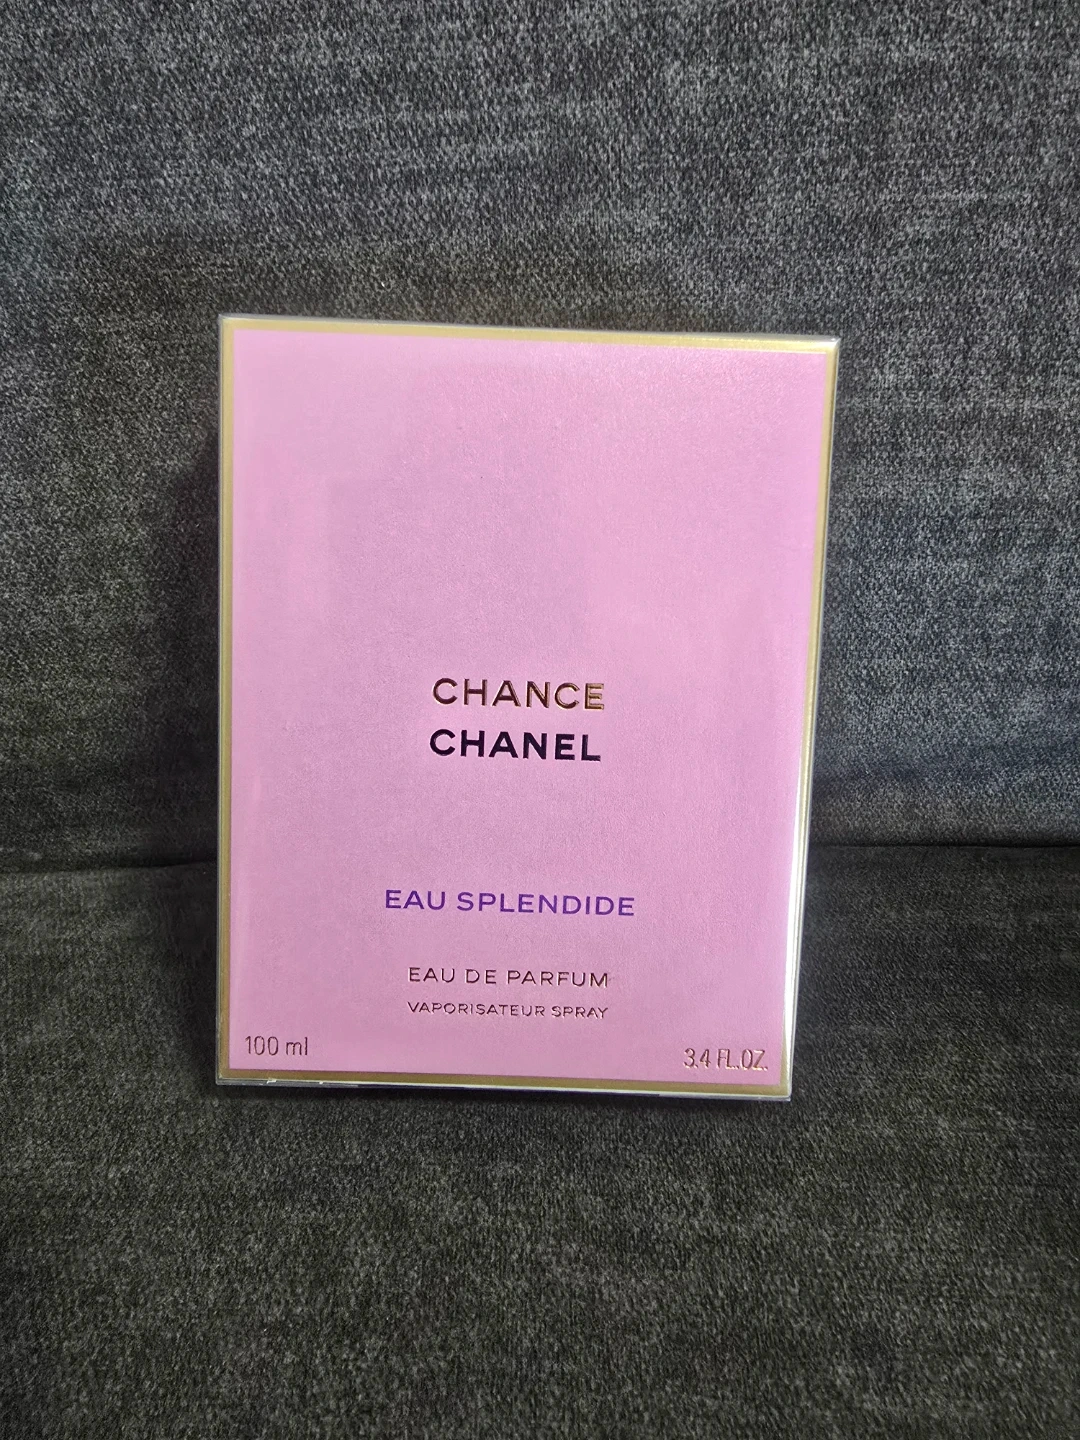 CHANCE
CHANEL
EAU SPLENDIDE
EAU DE PARFUM
VAPORISATEUR SPRAY
100 ml
3.4 FL.OZ.